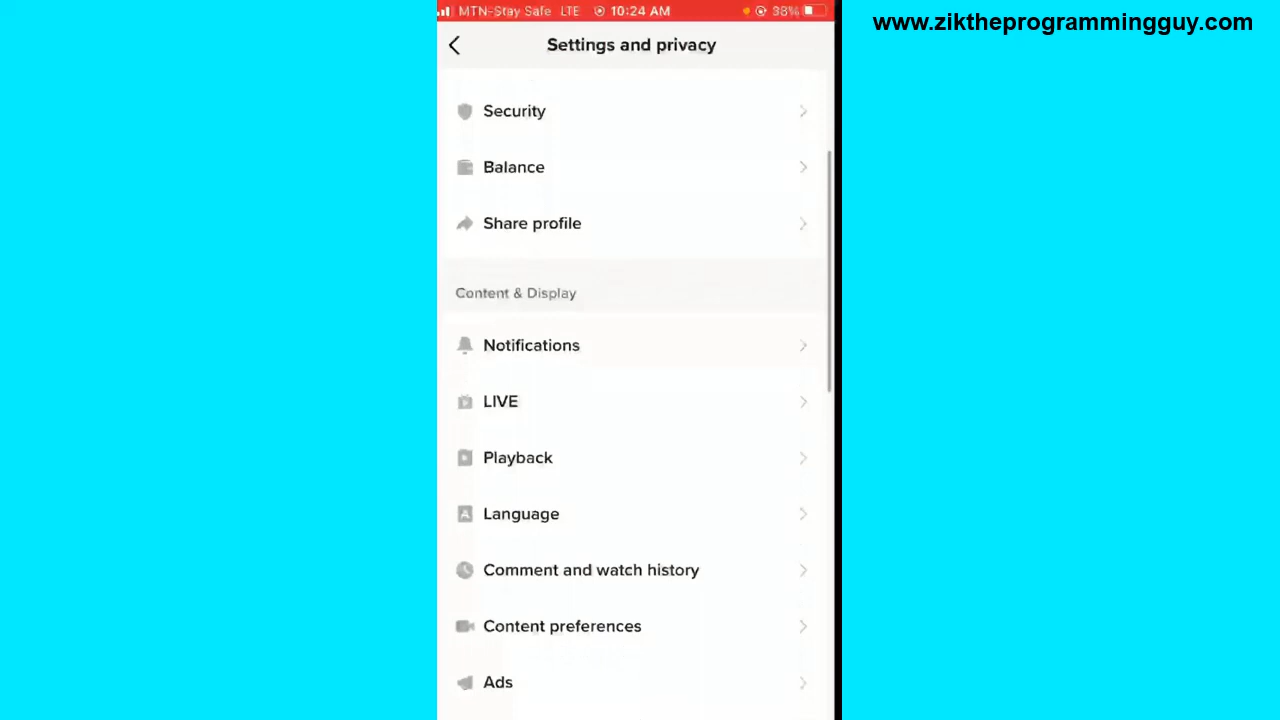 MTN-Stay Safe LTE 10:24 AM 38%
www.ziktheprogrammingguy.com
Settings and privacy
Security
Balance
Share profile
Content & Display
Notifications
LIVE
Playback
Language
Comment and watch history
Content preferences
Ads